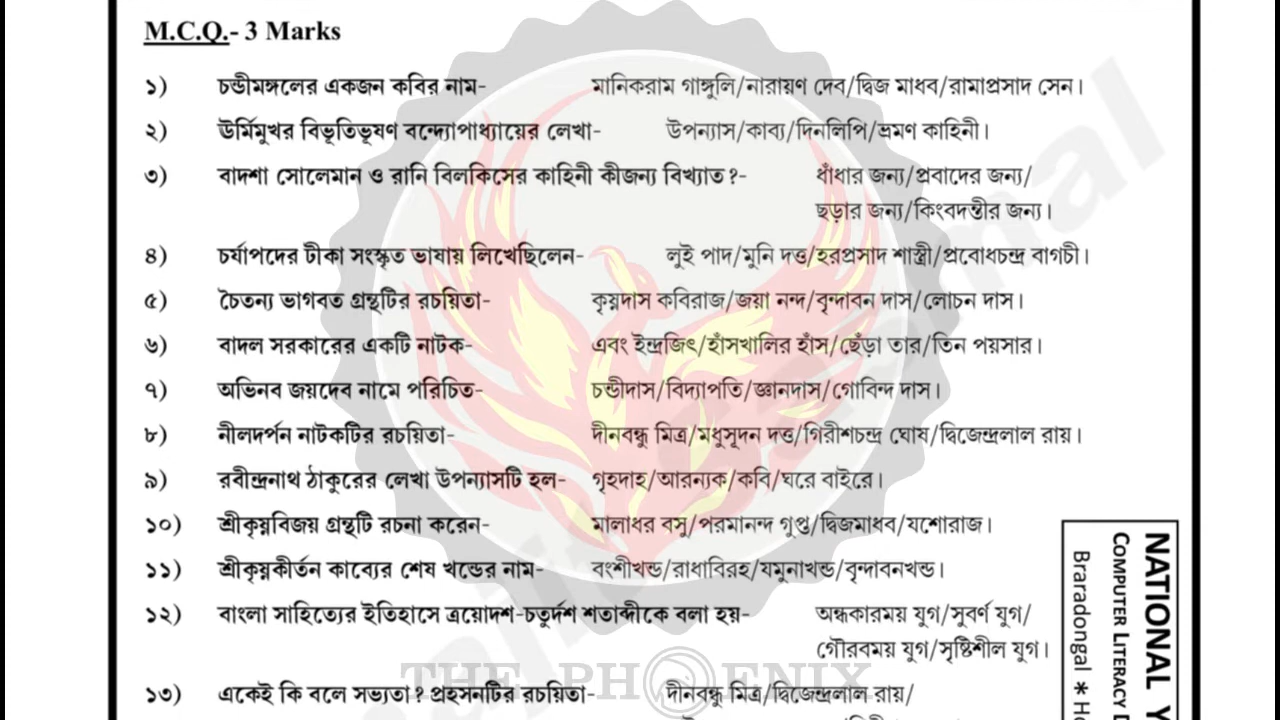 M.C.Q.- 3 Marks
১) চন্ডীমঙ্গলের একজন কবির নাম- মানিকরাম গাঙ্গুলি/নারায়ণ দেব/দ্বিজ মাধব/রামাপ্রসাদ সেন।
২) ঊর্মিমুখর বিভূতিভূষণ বন্দ্যোপাধ্যায়ের লেখা- উপন্যাস/কাব্য/দিনলিপি/ভ্রমণ কাহিনী।
৩) বাদশা সোলেমান ও রানি বিলকিসের কাহিনী কীজন্য বিখ্যাত?- ধাঁধার জন্য/প্রবাদের জন্য/
ছড়ার জন্য/কিংবদন্তীর জন্য।
৪) চর্যাপদের টীকা সংস্কৃত ভাষায় লিখেছিলেন- লুই পাদ/মুনি দত্ত/হরপ্রসাদ শাস্ত্রী/প্রবোধচন্দ্র বাগচী।
৫) চৈতন্য ভাগবত গ্রন্থটির রচয়িতা- কৃষ্ণদাস কবিরাজ/জয়া নন্দ/বৃন্দাবন দাস/লোচন দাস।
৬) বাদল সরকারের একটি নাটক- এবং ইন্দ্রজিৎ/হাঁসখালির হাঁস/ছেঁড়া তার/তিন পয়সার।
৭) অভিনব জয়দেব নামে পরিচিত- চন্ডীদাস/বিদ্যাপতি/জ্ঞানদাস/গোবিন্দ দাস।
৮) নীলদর্পন নাটকটির রচয়িতা- দীনবন্ধু মিত্র/মধুসূদন দত্ত/গিরীশচন্দ্র ঘোষ/দ্বিজেন্দ্রলাল রায়।
৯) রবীন্দ্রনাথ ঠাকুরের লেখা উপন্যাসটি হল- গৃহদাহ/আরন্যক/কবি/ঘরে বাইরে।
১০) শ্রীকৃষ্ণবিজয় গ্রন্থটি রচনা করেন- মালাধর বসু/পরমানন্দ গুপ্ত/দ্বিজমাধব/যশোরাজ।
১১) শ্রীকৃষ্ণকীর্তন কাব্যের শেষ খন্ডের নাম- বংশীখন্ড/রাধাবিরহ/যমুনাখন্ড/বৃন্দাবনখন্ড।
১২) বাংলা সাহিত্যের ইতিহাসে ত্রয়োদশ-চতুর্দশ শতাব্দীকে বলা হয়- অন্ধকারময় যুগ/সুবর্ণ যুগ/
গৌরবময় যুগ/সৃষ্টিশীল যুগ।
১৩) একেই কি বলে সভ্যতা? প্রহসনটির রচয়িতা- দীনবন্ধু মিত্র/দ্বিজেন্দ্রলাল রায়/
THE PHOENIX
NATIONAL Y
COMPUTER LITERACY
Braradongal * H